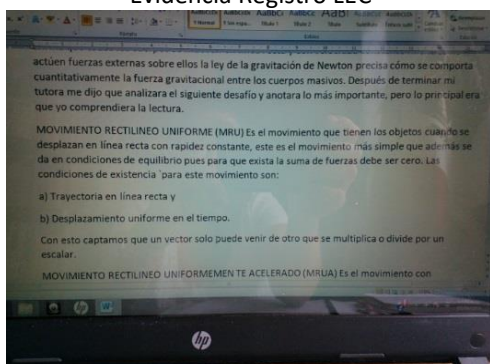 Evidencia Registro LEC
actúen fuerzas externas sobre ellos la ley de la gravitación de Newton precisa cómo se comporta
cuantitativamente la fuerza gravitacional entre los cuerpos masivos. Después de terminar mi
tutora me dijo que analizara el siguiente desafío y anotara lo más importante, pero lo principal era
que yo comprendiera la lectura.
MOVIMIENTO RECTILINEO UNIFORME (MRU) Es el movimiento que tienen los objetos cuando se
desplazan en línea recta con rapidez constante, este es el movimiento más simple que además se
da en condiciones de equilibrio pues para que exista la suma de fuerzas debe ser cero. Las
condiciones de existencia `para este movimiento son:
a) Trayectoria en línea recta y
b) Desplazamiento uniforme en el tiempo.
Con esto captamos que un vector solo puede venir de otro que se multiplica o divide por un
escalar.
MOVIMIENTO RECTILINEO UNIFORMEMEN TE ACELERADO (MRUA) Es el movimiento con
hp